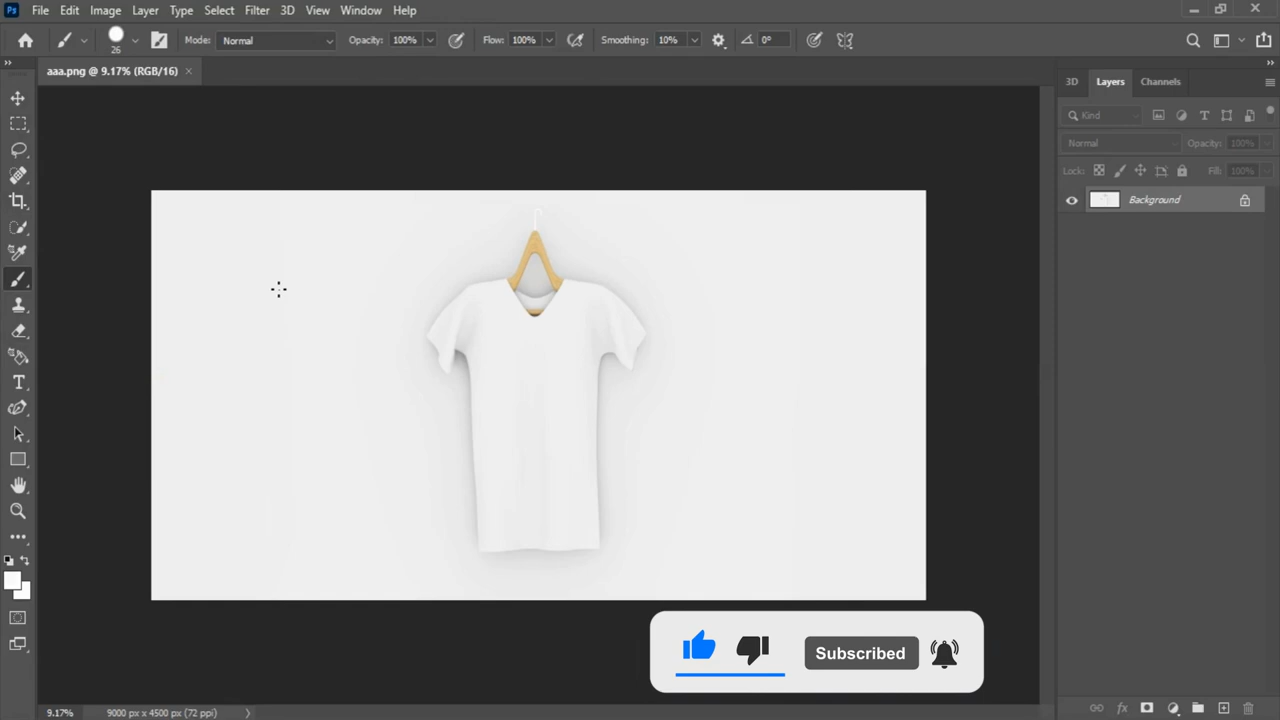 Ps File Edit Image Layer Type Select Filter 3D View Window Help
26 Mode: Normal Opacity: 100% Flow: 100% Smoothing: 10% 0°
aaa.png @ 9.17% (RGB/16) ×
3D Layers Channels
Kind
Normal Opacity: 100%
Lock: Fill: 100%
Background
Subscribed
9.17% 9000 px x 4500 px (72 ppi)